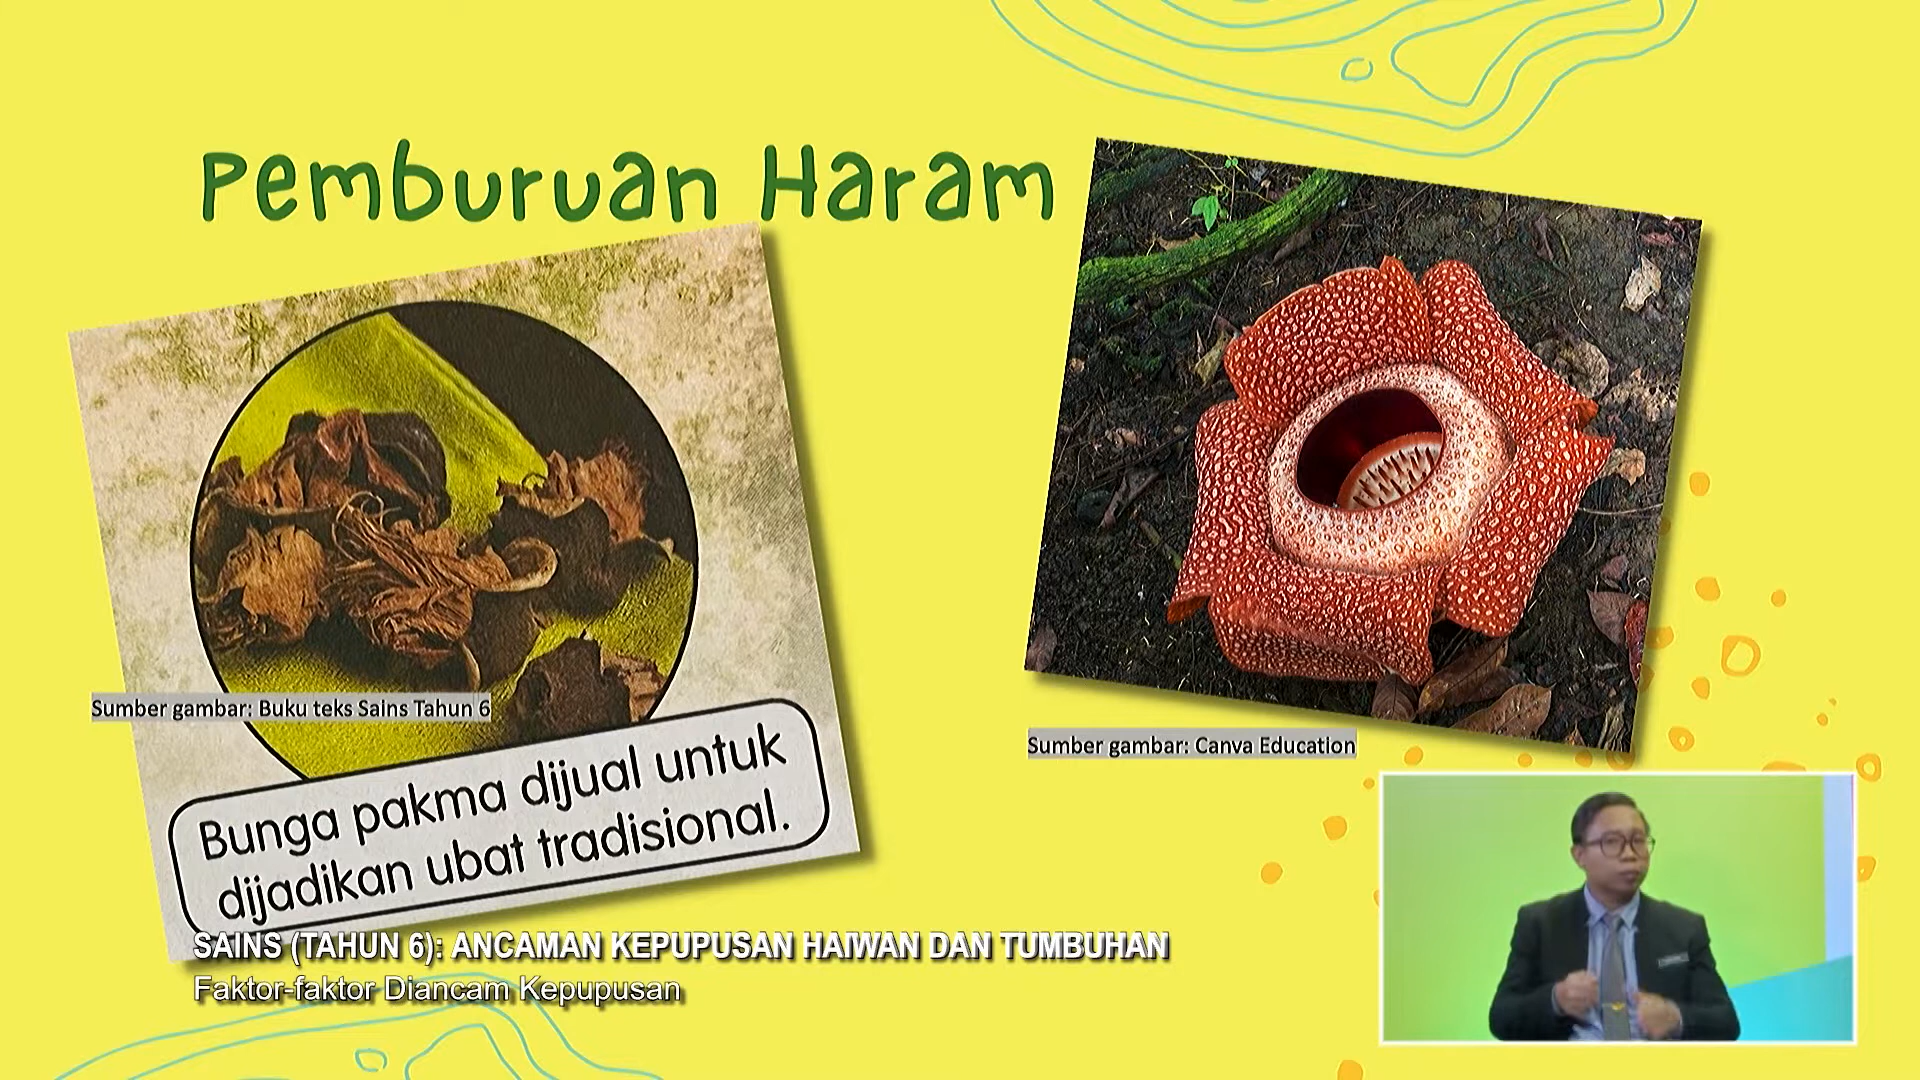 Pemburuan Haram
Sumber gambar: Buku teks Sains Tahun 6
Bunga pakma dijual untuk
dijadikan ubat tradisional.
Sumber gambar: Canva Education
SAINS (TAHUN 6): ANCAMAN KEPUPUSAN HAIWAN DAN TUMBUHAN
Faktor-faktor Diancam Kepupusan